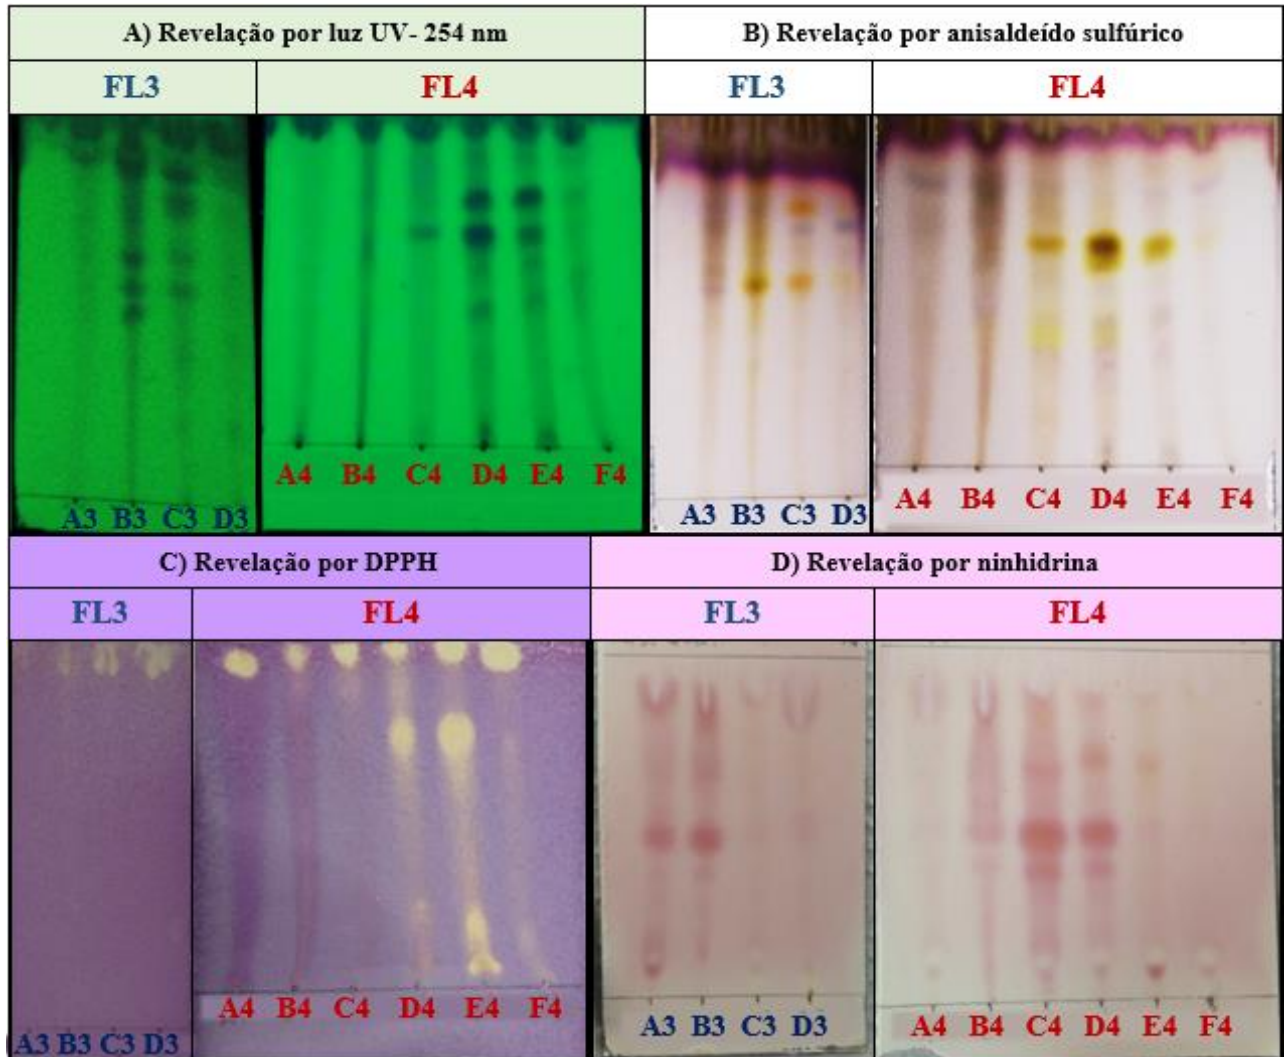 A) Revelação por luz UV- 254 nm
B) Revelação por anisaldeído sulfúrico
FL3
FL4
FL3
FL4
A3 B3 C3 D3
A4 B4 C4 D4 E4 F4
A3 B3 C3 D3
A4 B4 C4 D4 E4 F4
C) Revelação por DPPH
D) Revelação por ninhidrina
FL3
FL4
FL3
FL4
A3 B3 C3 D3
A4 B4 C4 D4 E4 F4
A3 B3 C3 D3
A4 B4 C4 D4 E4 F4